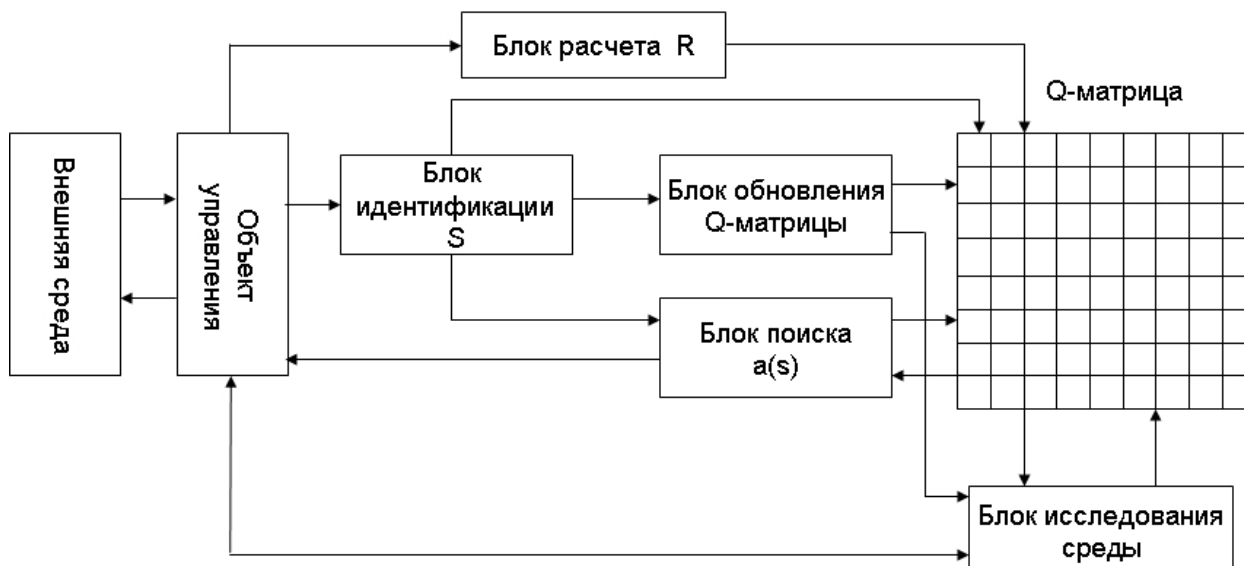 Блок расчета R
Q-матрица
Внешняя среда
Объект
управления
Блок
идентификации
S
Блок обновления
Q-матрицы
Блок поиска
a(s)
Блок исследования
среды